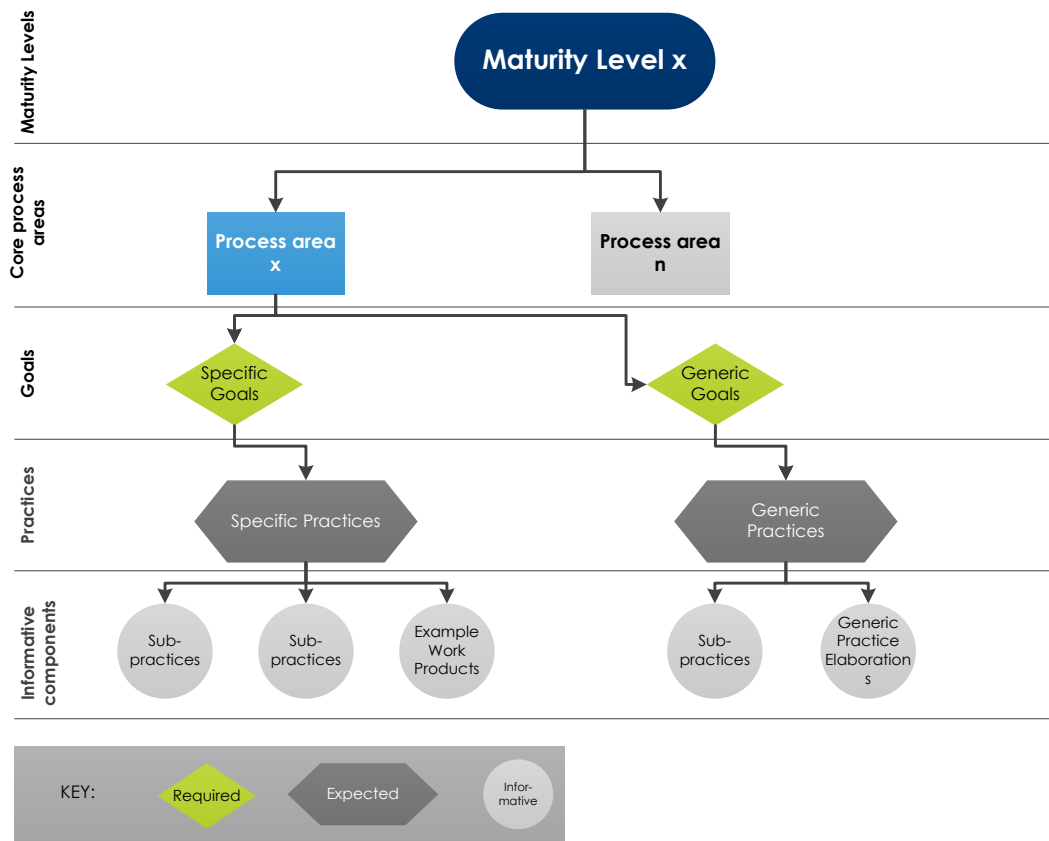 Maturity Levels
Maturity Level x
Core process
areas
Process area
x
Process area
n
Goals
Specific
Goals
Generic
Goals
Practices
Specific Practices
Generic
Practices
Informative
components
Sub-
practices
Sub-
practices
Example
Work
Products
Sub-
practices
Generic
Practice
Elaboration
s
KEY:
Required
Expected
Infor-
mative